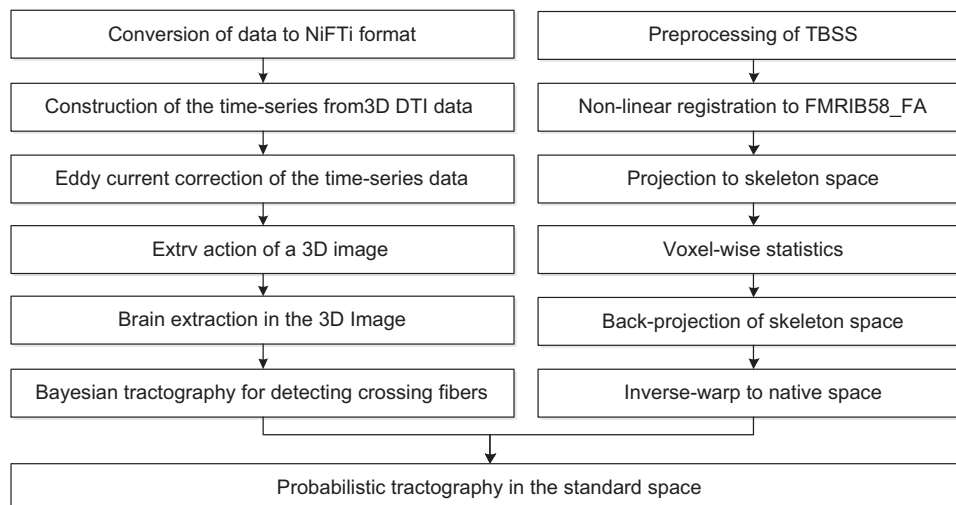 Conversion of data to NiFTi format
Construction of the time-series from3D DTI data
Eddy current correction of the time-series data
Extrv action of a 3D image
Brain extraction in the 3D Image
Bayesian tractography for detecting crossing fibers
Preprocessing of TBSS
Non-linear registration to FMRIB58_FA
Projection to skeleton space
Voxel-wise statistics
Back-projection of skeleton space
Inverse-warp to native space
Probabilistic tractography in the standard space